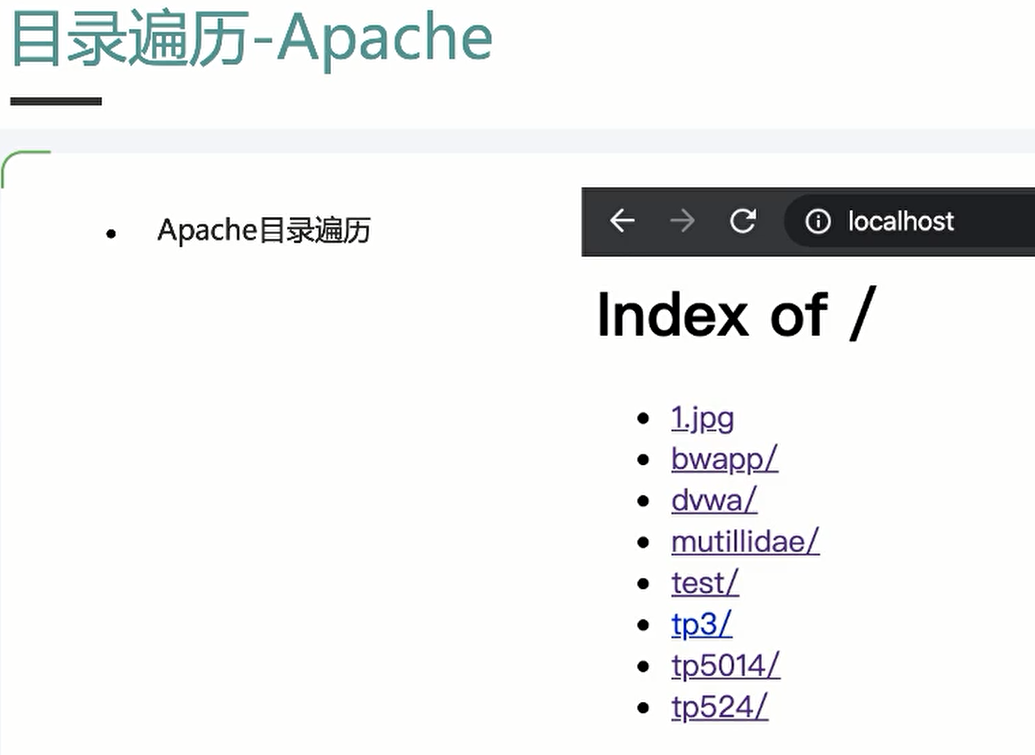 目录遍历-Apache
Apache目录遍历
localhost
Index of /
1.jpg
bwapp/
dvwa/
mutillidae/
test/
tp3/
tp5014/
tp524/